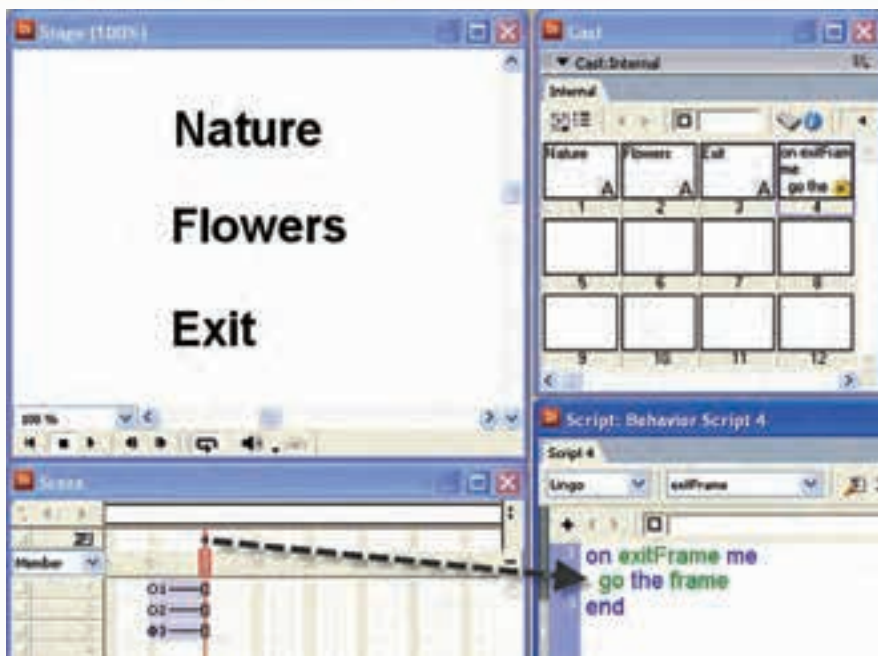 Stage (100%)
Nature
Flowers
Exit
100 %
Score
Member
Cast
Cast:Internal
Internal
Nature
Flowers
Exit
on exitFram
me
go the
1
2
3
4
5
6
7
8
9
10
11
12
Script: Behavior Script 4
Script 4
Lingo
exitFrame
on exitFrame me
go the frame
end